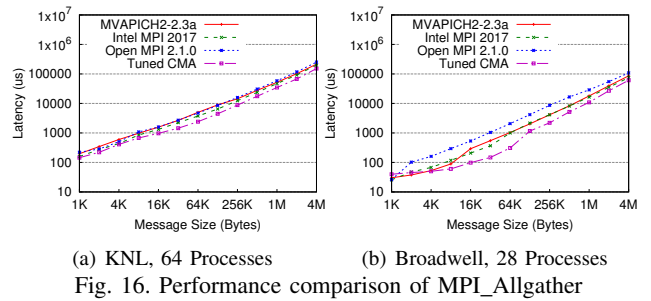 1x10^7
1x10^6
100000
10000
1000
100
10
Latency (us)
MVAPICH2-2.3a
Intel MPI 2017
Open MPI 2.1.0
Tuned CMA
1K 4K 16K 64K 256K 1M 4M
Message Size (Bytes)
(a) KNL, 64 Processes
1x10^7
1x10^6
100000
10000
1000
100
10
Latency (us)
MVAPICH2-2.3a
Intel MPI 2017
Open MPI 2.1.0
Tuned CMA
1K 4K 16K 64K 256K 1M 4M
Message Size (Bytes)
(b) Broadwell, 28 Processes
Fig. 16. Performance comparison of MPI_Allgather